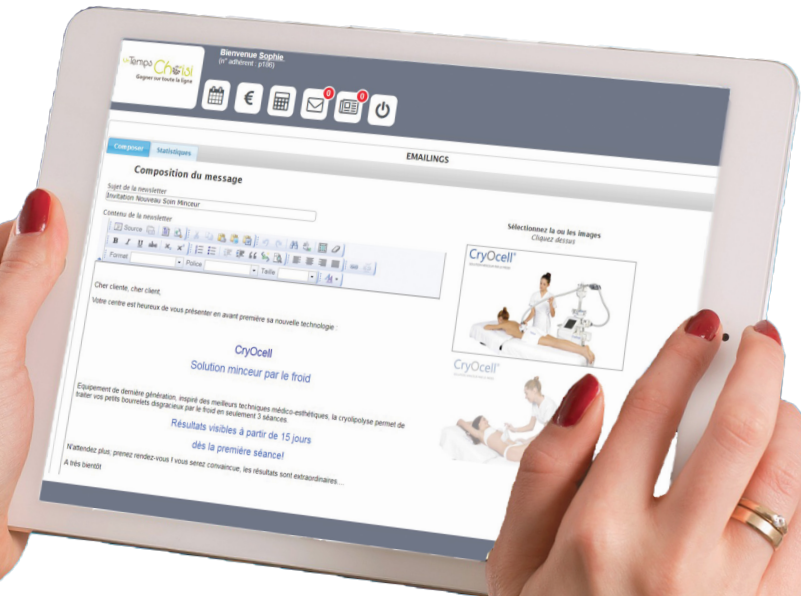 Temps Choisi
Gagner sur toute la ligne
Bienvenue Sophie
(n° adhérent : p186)
€
0
0
EMAILINGS
Composer
Statistiques
Composition du message
Sujet de la newsletter
Invitation Nouveau Soin Minceur
Contenu de la newsletter
Source
B I U abc x₂ x²
Format
Police
Taille
A
Cher cliente, cher client,
Votre centre est heureux de vous présenter en avant première sa nouvelle technologie :
CryOcell
Solution minceur par le froid
Equipement de dernière génération, inspiré des meilleurs techniques médico-esthétiques, la cryolipolyse permet de
traiter vos petits bourrelets disgracieux par le froid en seulement 3 séances.
Résultats visibles à partir de 15 jours
dès la première séance!
N'attendez plus, prenez rendez-vous ! vous serez convaincue, les résultats sont extraordinaires ...
A très bientôt
Sélectionnez la ou les images
Cliquez dessus
CryOcell®
CryOcell®